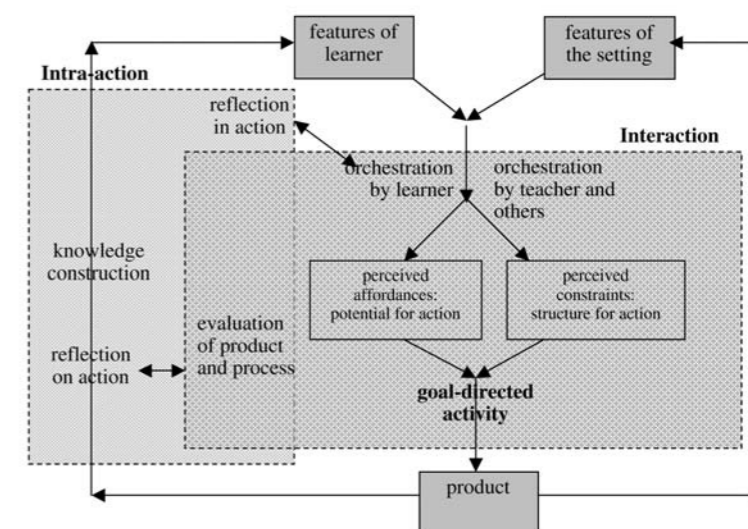 features of
learner
features of
the setting
Intra-action
reflection
in action
Interaction
orchestration
by learner
orchestration
by teacher and
others
knowledge
construction
perceived
affordances:
potential for action
perceived
constraints:
structure for action
evaluation
of product
and process
reflection
on action
goal-directed
activity
product